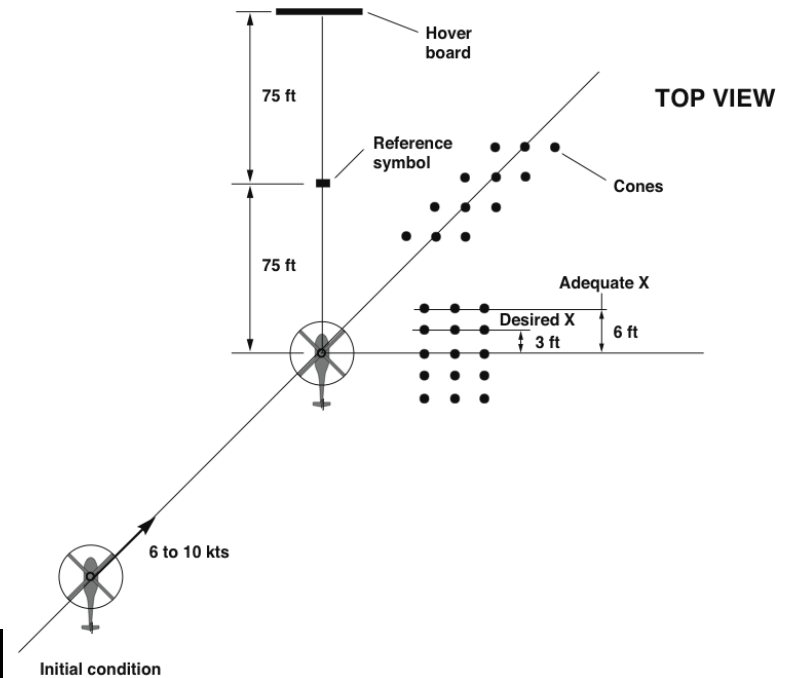 Hover
board
75 ft
TOP VIEW
Reference
symbol
Cones
75 ft
Adequate X
Desired X
3 ft
6 ft
6 to 10 kts
Initial condition